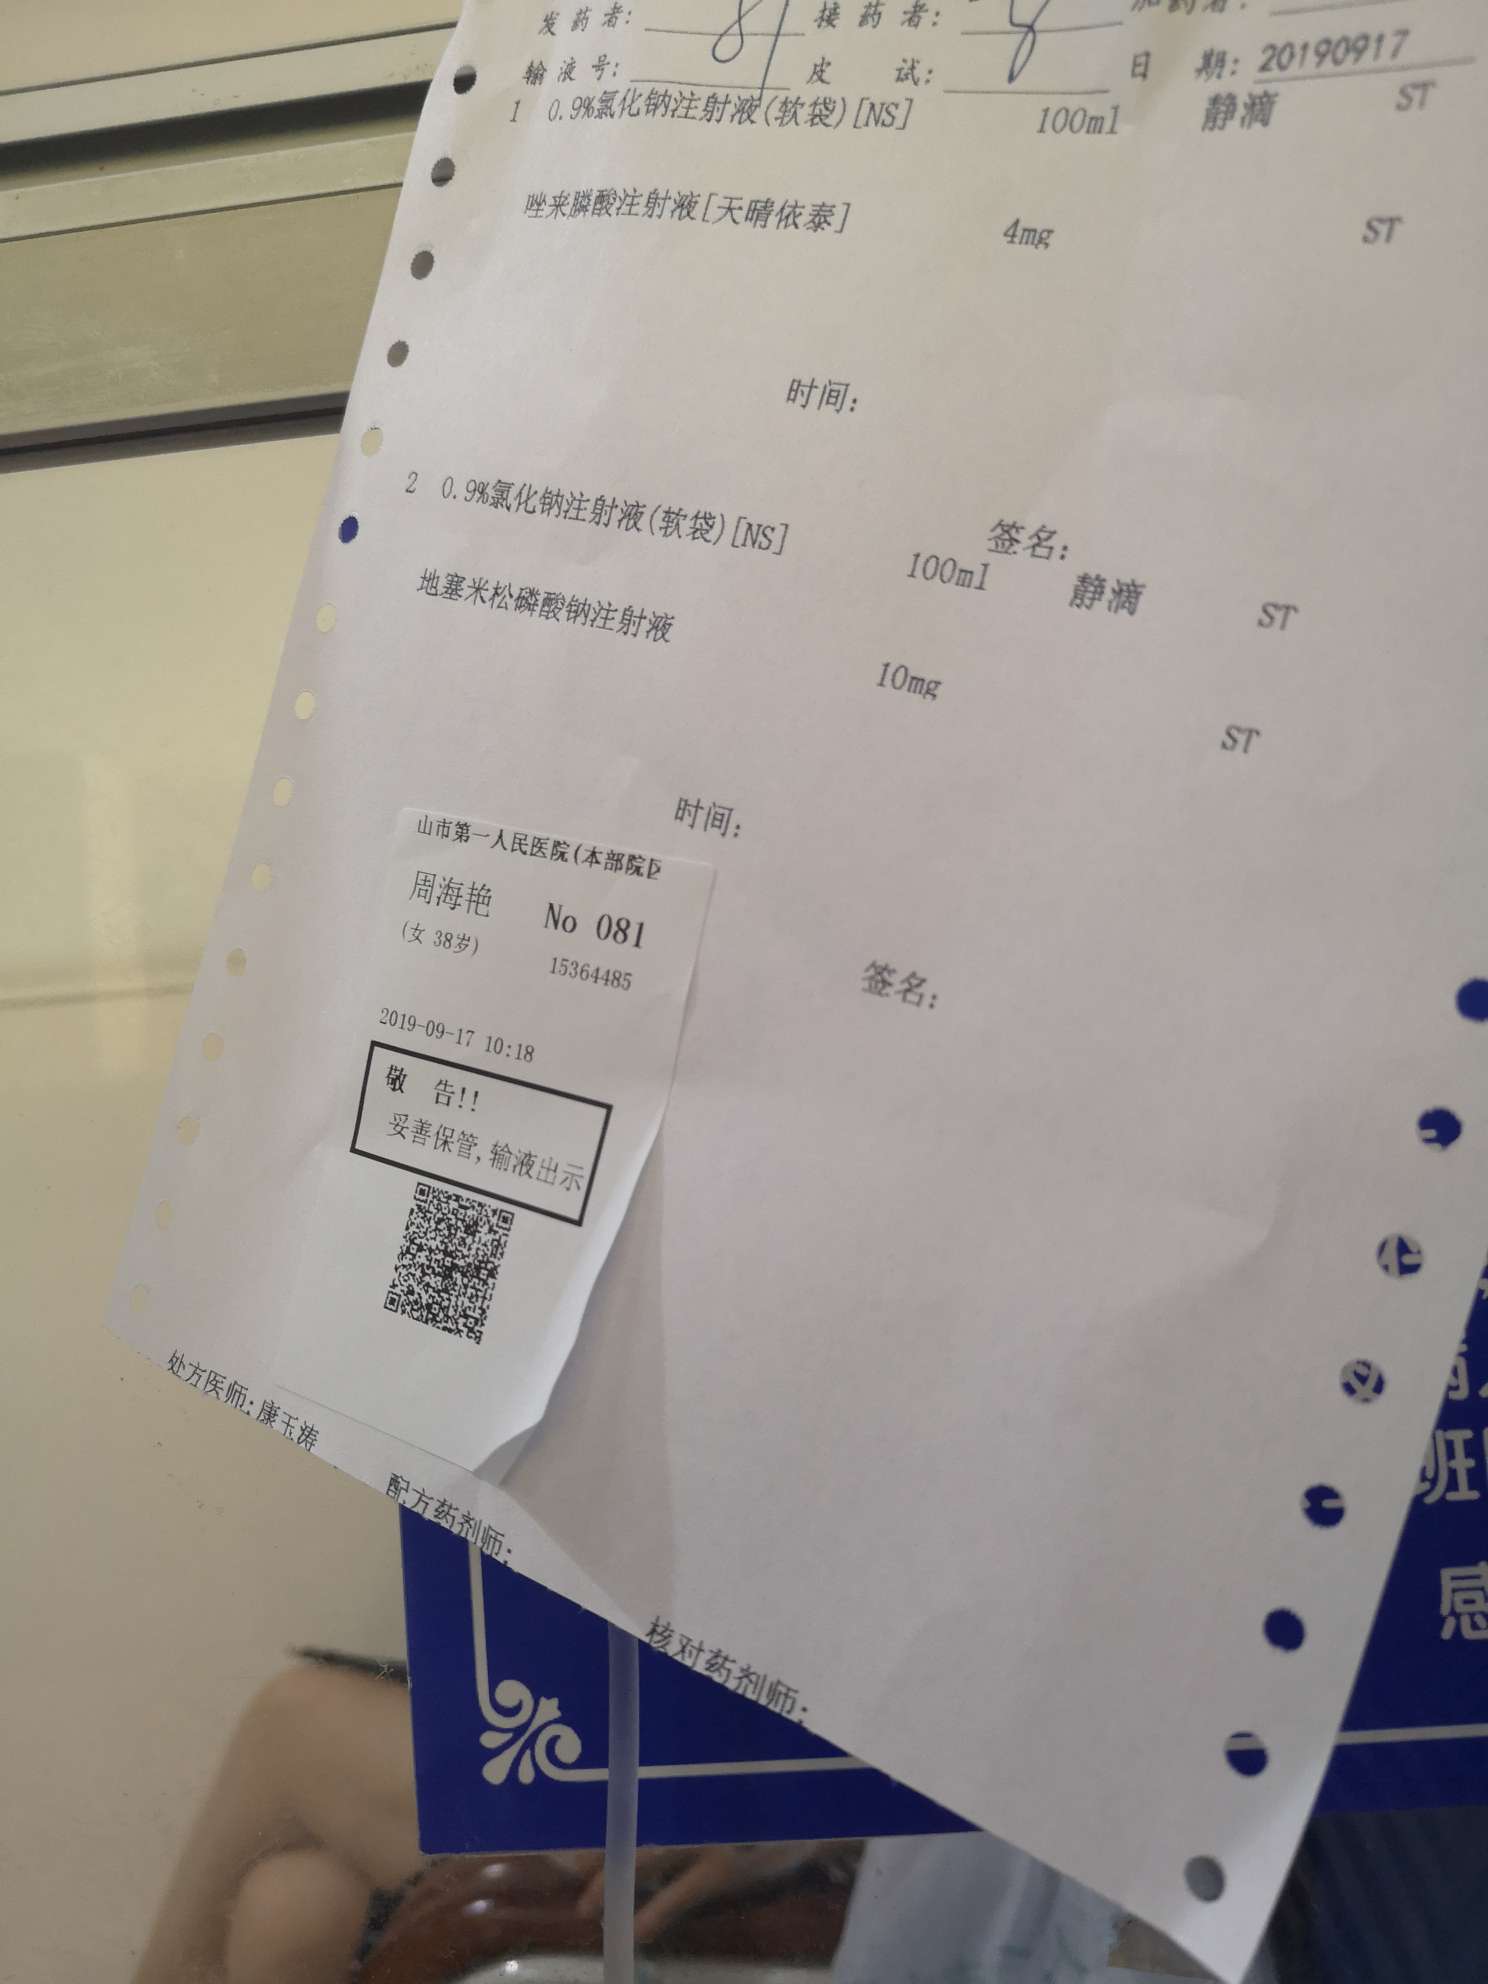 发药者: 接药者: 加药者:
输液号: 皮 试: 日 期: 20190917
1 0.9%氯化钠注射液(软袋)[NS] 100ml 静滴 ST
唑来膦酸注射液[天晴依泰] 4mg ST
时间:
签名:
2 0.9%氯化钠注射液(软袋)[NS] 100ml 静滴 ST
地塞米松磷酸钠注射液 10mg ST
时间:
签名:
山市第一人民医院(本部院区
周海艳 No 081
(女 38岁) 15364485
2019-09-17 10:18
敬 告!!
妥善保管,输液出示
处方医师:康玉涛
配方药剂师:
核对药剂师:
班
感